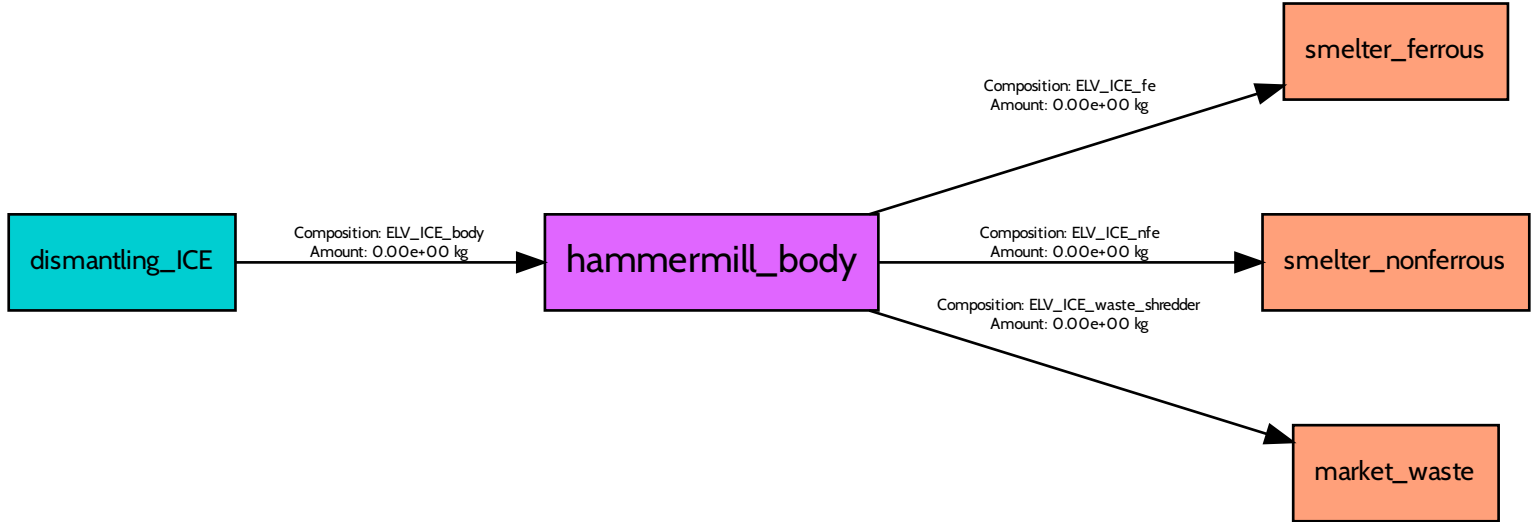 smelter_ferrous
Composition: ELV_ICE_fe
Amount: 0.00e+00 kg
dismantling_ICE
Composition: ELV_ICE_body
Amount: 0.00e+00 kg
hammermill_body
Composition: ELV_ICE_nfe
Amount: 0.00e+00 kg
smelter_nonferrous
Composition: ELV_ICE_waste_shredder
Amount: 0.00e+00 kg
market_waste